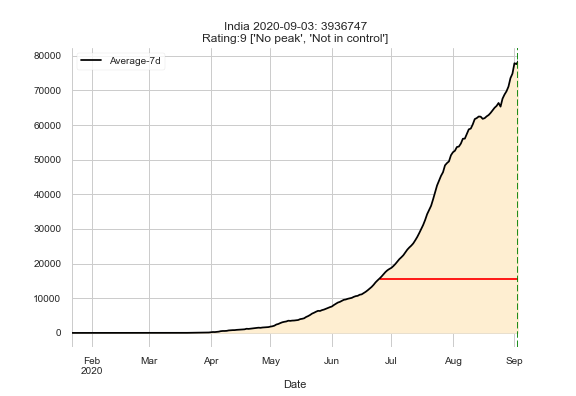 India 2020-09-03: 3936747
Rating:9 ['No peak', 'Not in control']
Average-7d
80000
70000
60000
50000
40000
30000
20000
10000
0
Feb Mar Apr May Jun Jul Aug Sep
2020
Date